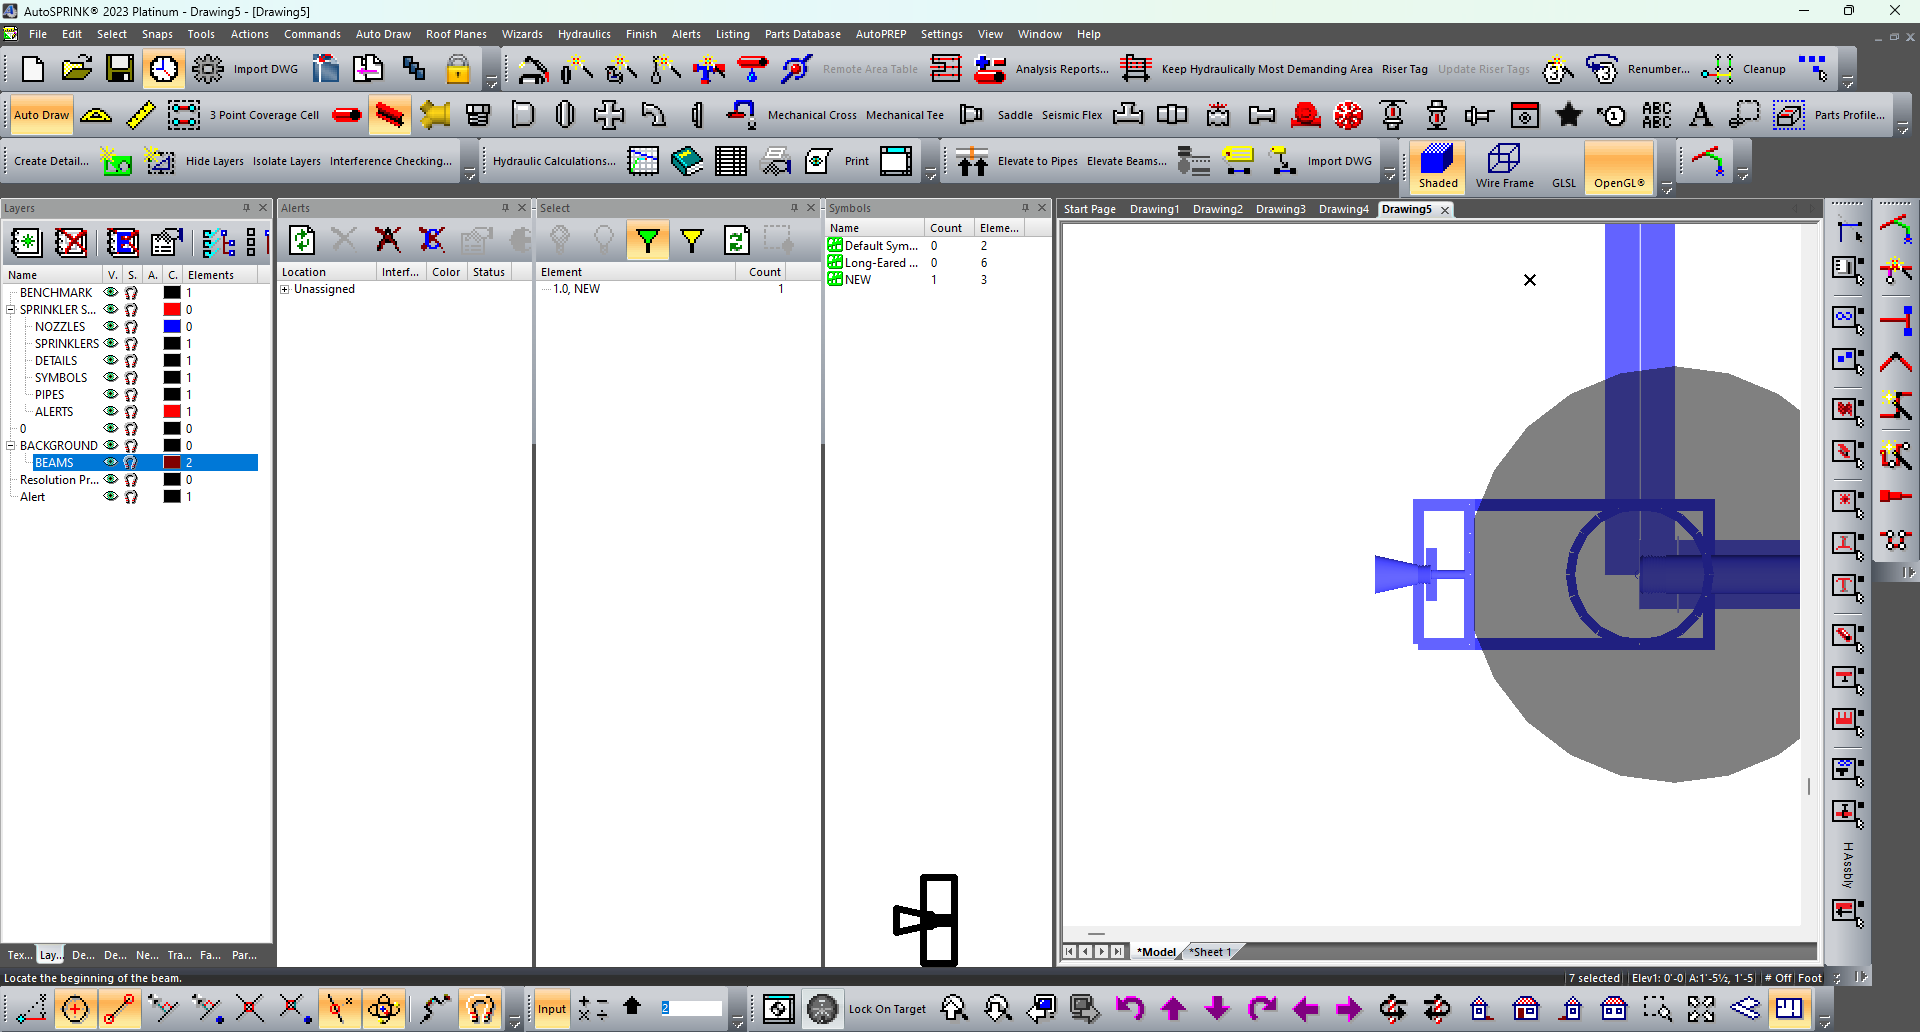 AutoSPRINK® 2023 Platinum - Drawing5 - [Drawing5]
File Edit Select Snaps Tools Actions Commands Auto Draw Roof Planes Wizards Hydraulics Finish Alerts Listing Parts Database AutoPREP Settings View Window Help
Import DWG Remote Area Table Analysis Reports... Keep Hydraulically Most Demanding Area Riser Tag Update Riser Tags Renumber... Cleanup
Auto Draw 3 Point Coverage Cell Mechanical Cross Mechanical Tee Saddle Seismic Flex ABC ABC A Parts Profile...
Create Detail... Hide Layers Isolate Layers Interference Checking... Hydraulic Calculations... Print Elevate to Pipes Elevate Beams... Import DWG Shaded Wire Frame GLSL OpenGL®
Layers Alerts Select Symbols Start Page Drawing1 Drawing2 Drawing3 Drawing4 Drawing5
Name V. S. A. C. Elements
BENCHMARK 1
SPRINKLER S... 0
NOZZLES 0
SPRINKLERS 1
DETAILS 1
SYMBOLS 1
PIPES 1
ALERTS 1
0 0
BACKGROUND 0
BEAMS 2
Resolution Pr... 0
Alert 1
Location Interf... Color Status
Unassigned
Element Count
1.0, NEW 1
Name Count Eleme...
Default Sym... 0 2
Long-Eared ... 0 6
NEW 1 3
HAssbly
Tex... Lay... De... De... Ne... Tra... Fa... Par...
*Model *Sheet 1
Locate the beginning of the beam. 7 selected Elev1: 0'-0 A:1'-5½, 1'-5 # Off Foot
Input 2 Lock On Target